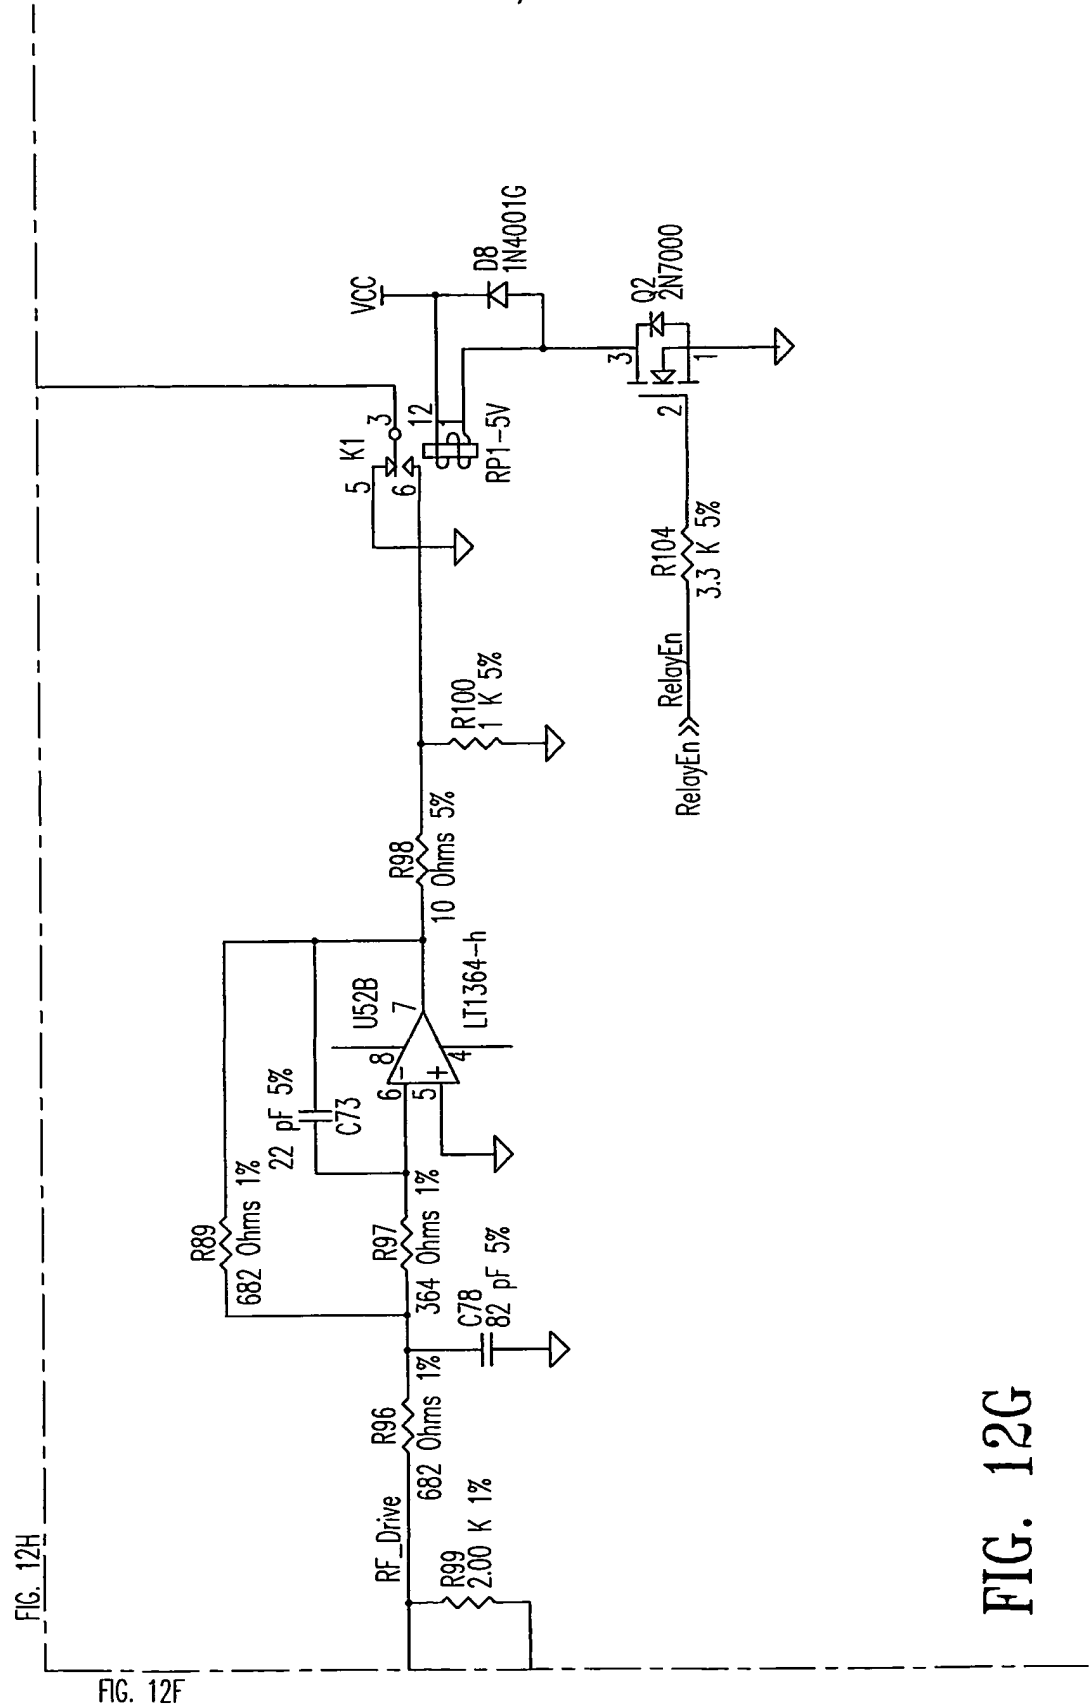 FIG. 12H
FIG. 12F
RF_Drive
R99
2.00 K 1%
R96
682 Ohms 1%
C78
82 pF 5%
R89
682 Ohms 1%
R97
364 Ohms 1%
22 pF 5%
C73
U52B
6
-
5
+
8
4
7
LT1364-h
R98
10 Ohms 5%
R100
1 K 5%
K1
5
6
3
12
RP1-5V
VCC
D8
1N4001G
Q2
2N7000
3
1
2
R104
3.3 K 5%
RelayEn
RelayEn
FIG. 12G